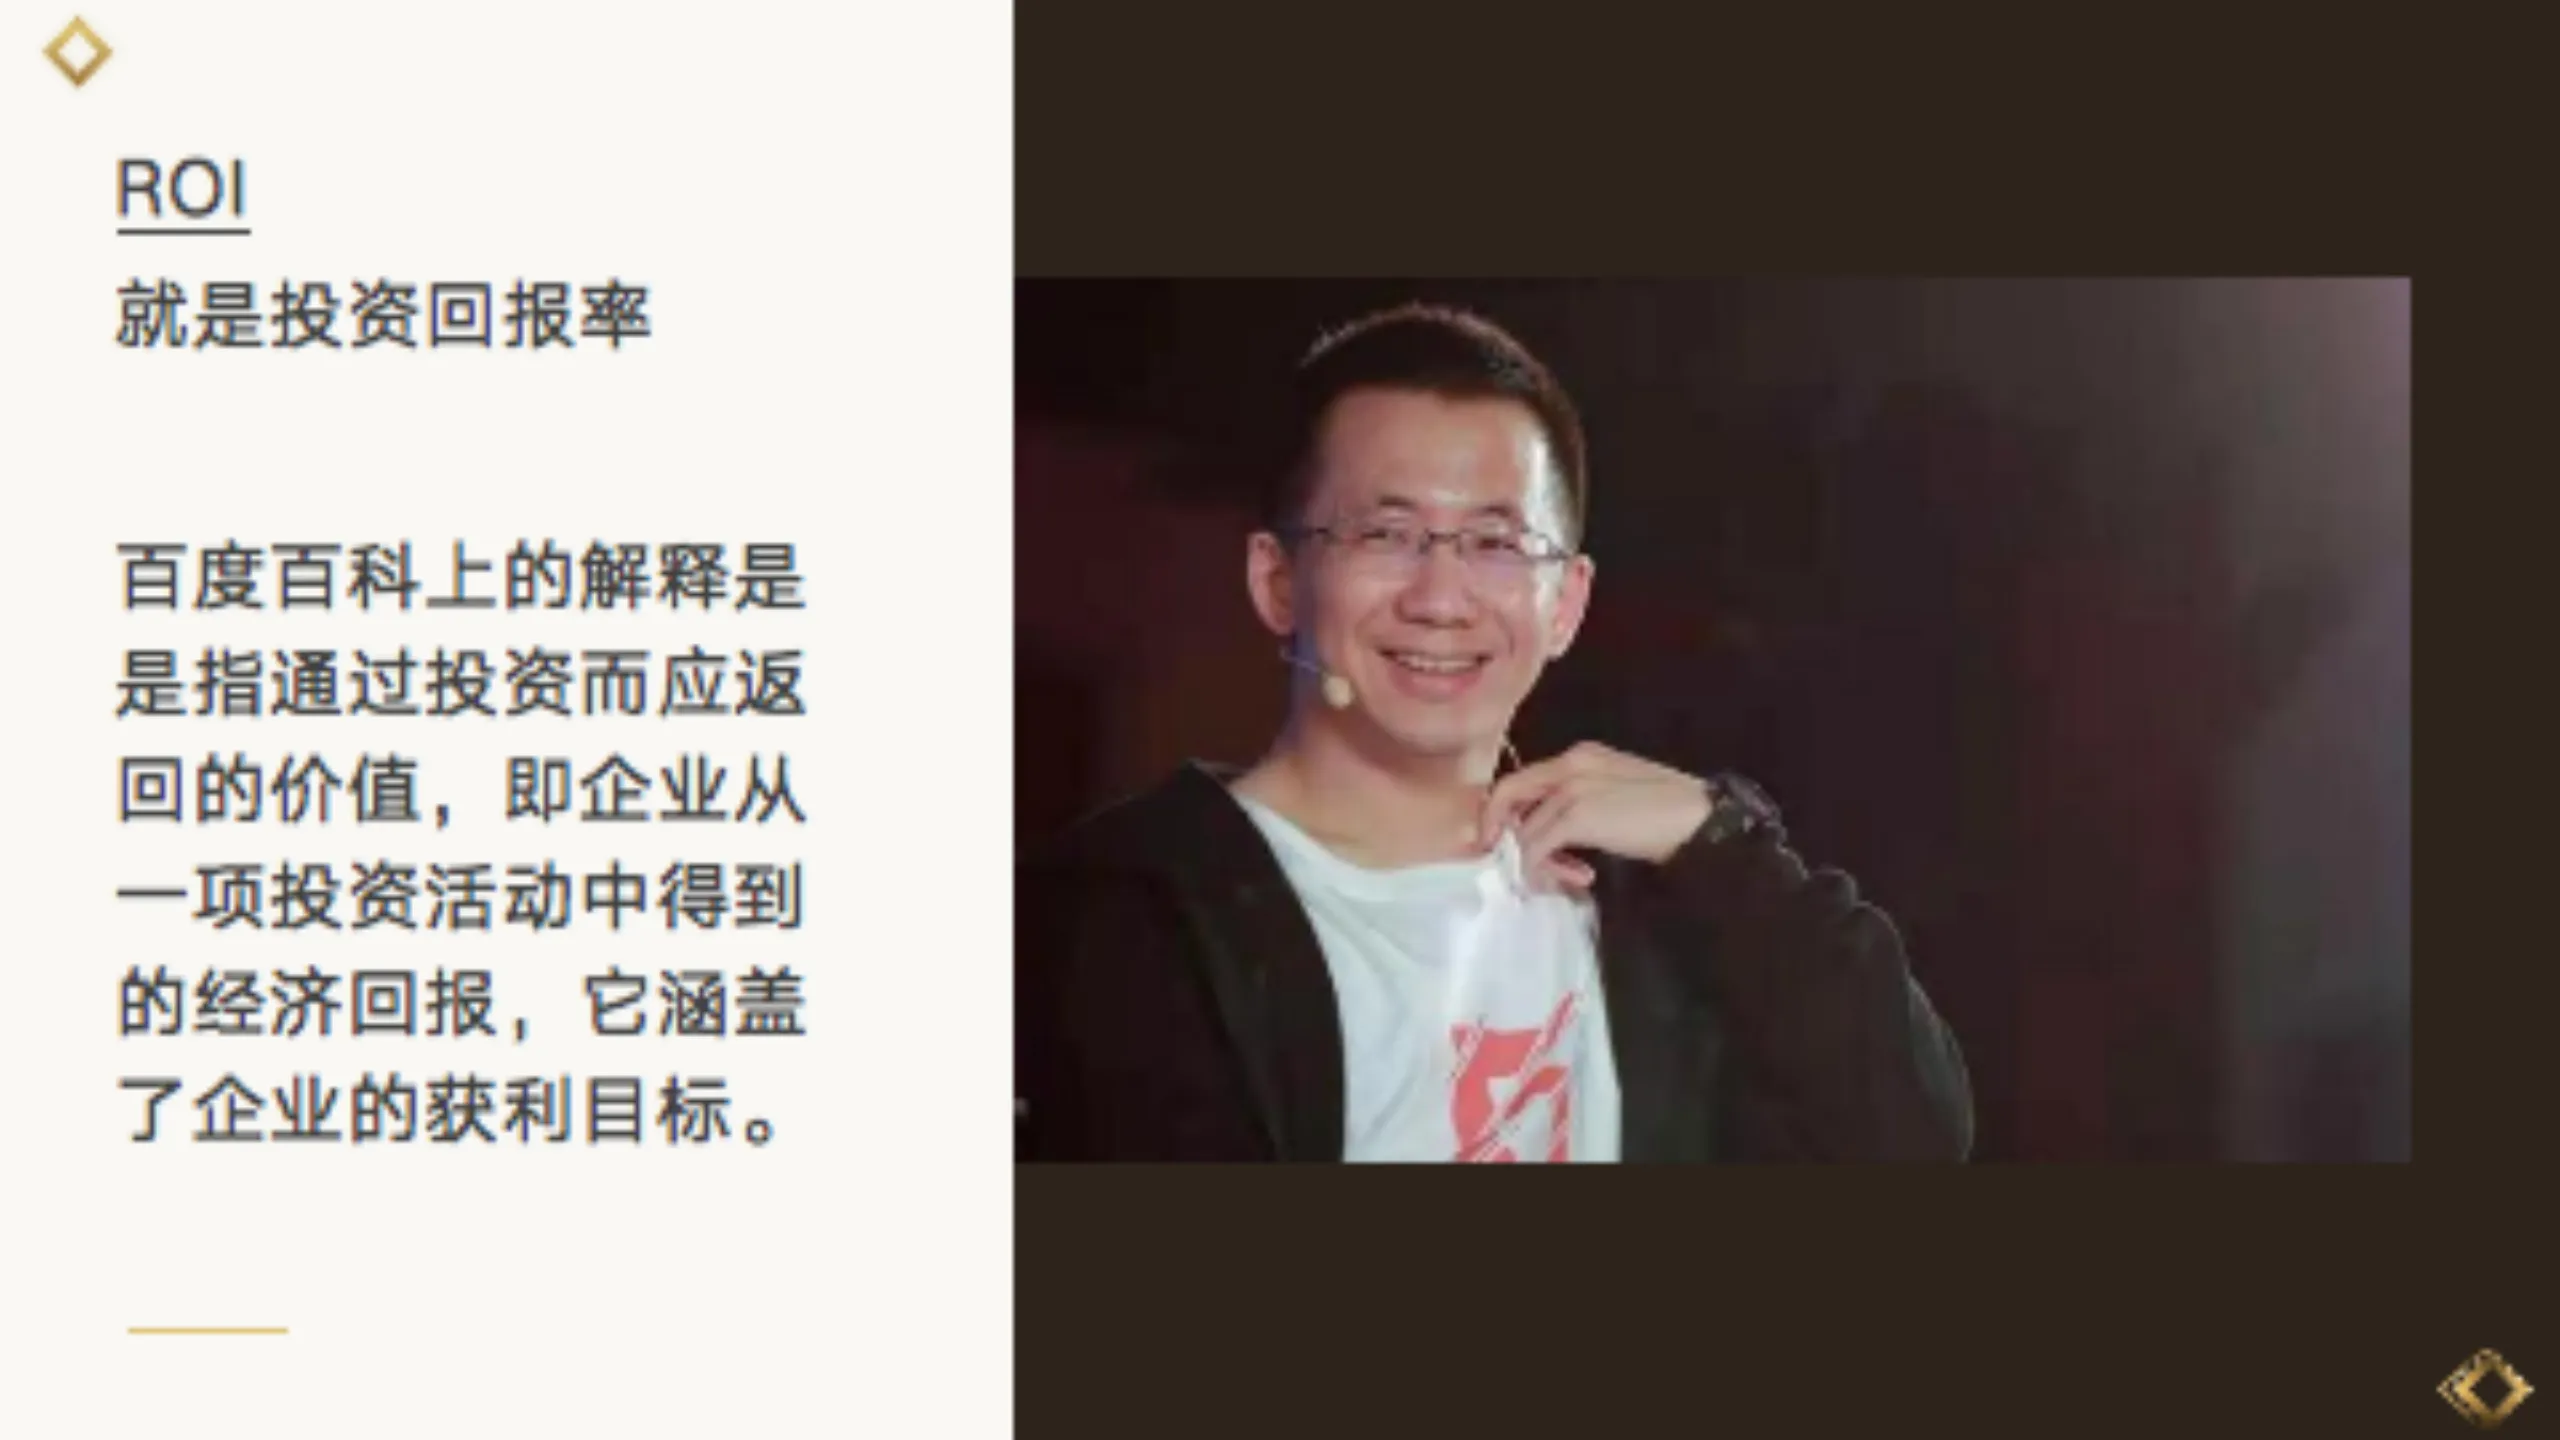 ROI
就是投资回报率
百度百科上的解释是
是指通过投资而应返
回的价值，即企业从
一项投资活动中得到
的经济回报，它涵盖
了企业的获利目标。